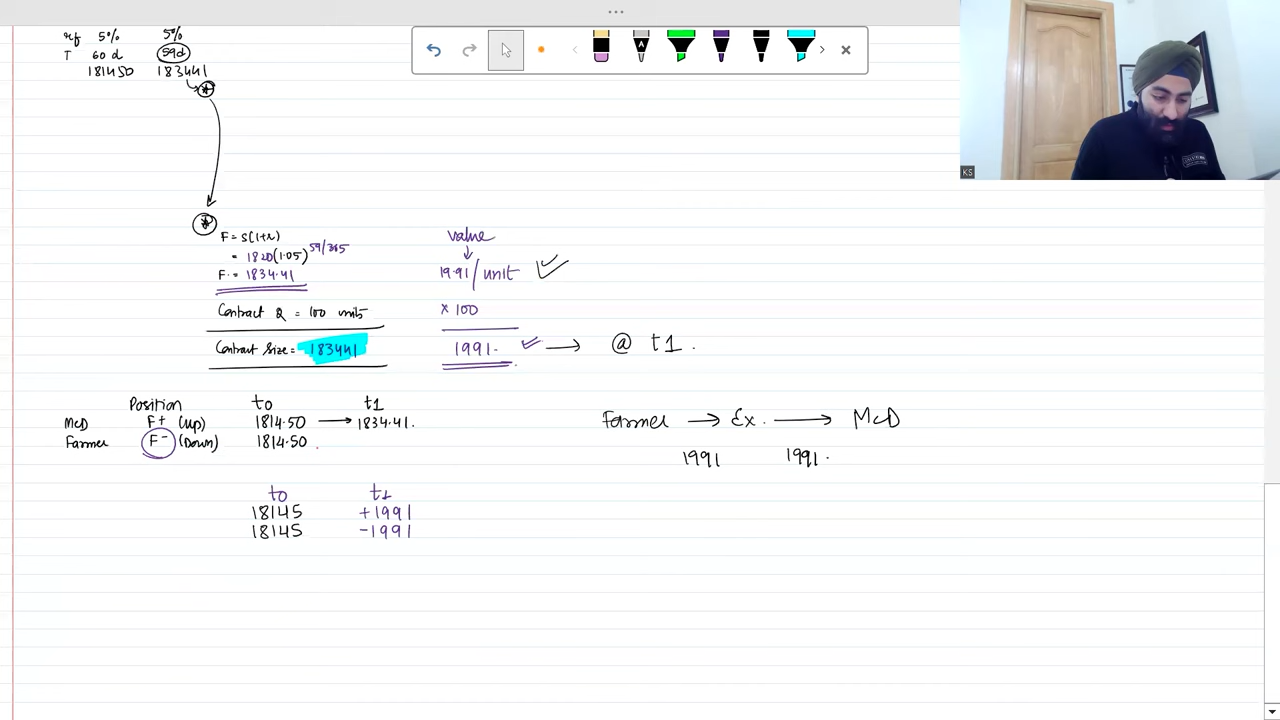 rf 5% 5%
T 60 d 59d
181450 183441
F = S(1+r)
= 1820(1.05)^59/365
F = 1834.41
Contract Q = 100 units
Contract Size = 183441
value
19.91/unit
x 100
1991.
@ t1.
Position t0 t1
McD F+ (up) 1814.50 → 1834.41.
Farmer F- (Down) 1814.50
Farmer → Ex. → McD
1991 1991.
t0 t1
18145 +1991
18145 -1991
A
KS